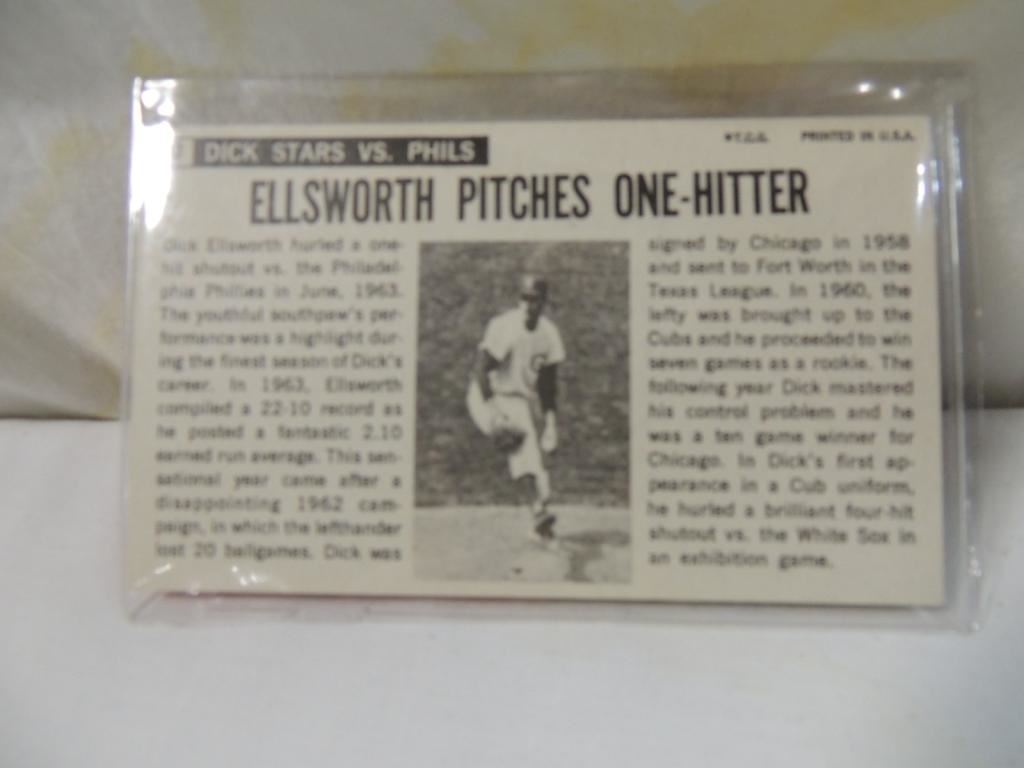 DICK STARS VS. PHILS
*T.C.G. PRINTED IN U.S.A.
ELLSWORTH PITCHES ONE-HITTER
Dick Ellsworth hurled a one-
hit shutout vs. the Philadel-
phia Phillies in June, 1963.
The youthful southpaw's per-
formance was a highlight dur-
ing the finest season of Dick's
career. In 1963, Ellsworth
compiled a 22-10 record as
he posted a fantastic 2.10
earned run average. This sen-
sational year came after a
disappointing 1962 cam-
paign, in which the lefthander
lost 20 ballgames. Dick was
signed by Chicago in 1958
and sent to Fort Worth in the
Texas League. In 1960, the
lefty was brought up to the
Cubs and he proceeded to win
seven games as a rookie. The
following year Dick mastered
his control problem and he
was a ten game winner for
Chicago. In Dick's first ap-
pearance in a Cub uniform,
he hurled a brilliant four-hit
shutout vs. the White Sox in
an exhibition game.